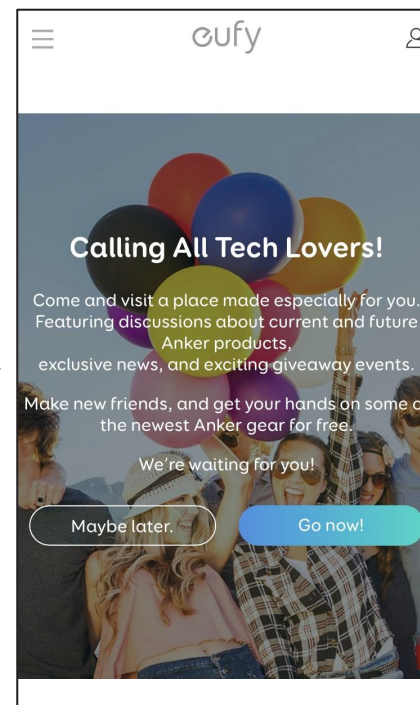 eufy
Calling All Tech Lovers!
Come and visit a place made especially for you.
Featuring discussions about current and future
Anker products,
exclusive news, and exciting giveaway events.
Make new friends, and get your hands on some o
the newest Anker gear for free.
We're waiting for you!
Maybe later. Go now!